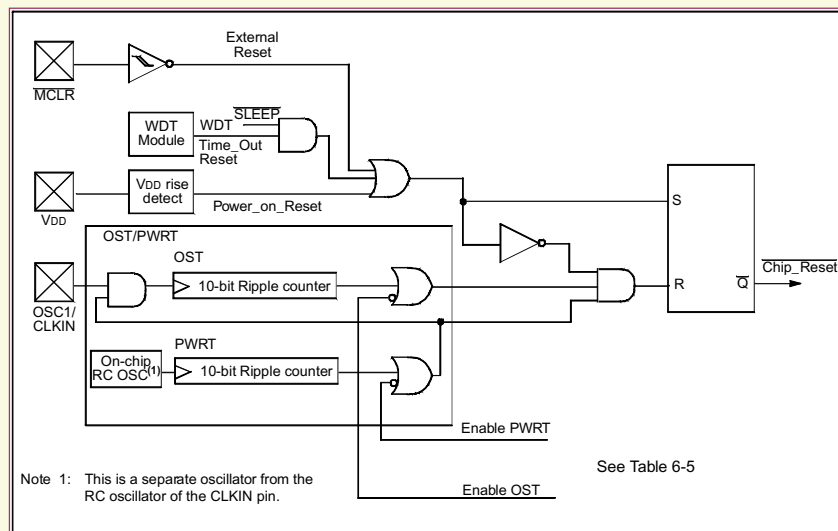 External
Reset
MCLR
SLEEP
WDT
Module
WDT
Time_Out
Reset
VDD rise
detect
Power_on_Reset
VDD
OST/PWRT
OST
10-bit Ripple counter
OSC1/
CLKIN
PWRT
On-chip
RC OSC(1)
10-bit Ripple counter
S
R
Q
Chip_Reset
Enable PWRT
See Table 6-5
Enable OST
Note 1: This is a separate oscillator from the
RC oscillator of the CLKIN pin.